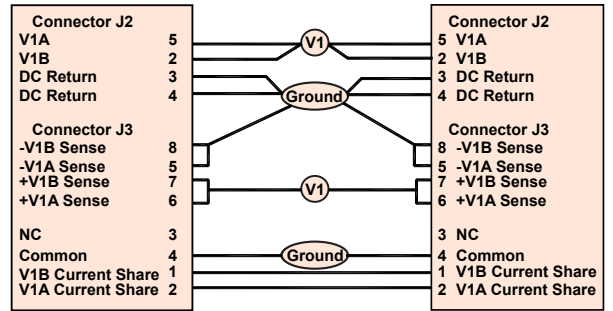 Connector J2
V1A 5
V1B 2
DC Return 3
DC Return 4
Connector J3
-V1B Sense 8
-V1A Sense 5
+V1B Sense 7
+V1A Sense 6
NC 3
Common 4
V1B Current Share 1
V1A Current Share 2
V1
Ground
V1
Ground
Connector J2
5 V1A
2 V1B
3 DC Return
4 DC Return
Connector J3
8 -V1B Sense
5 -V1A Sense
7 +V1B Sense
6 +V1A Sense
3 NC
4 Common
1 V1B Current Share
2 V1A Current Share